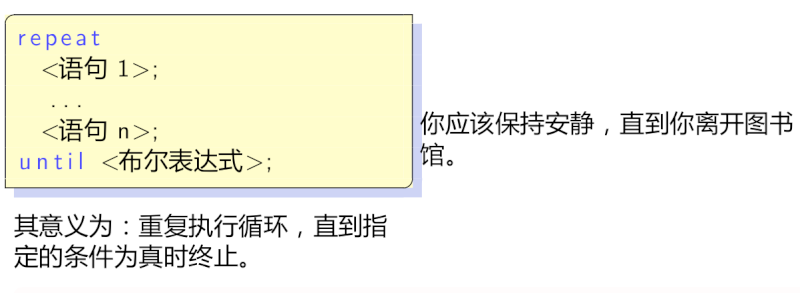 repeat
<语句 1>;
...
<语句 n>;
until <布尔表达式>;
你应该保持安静，直到你离开图书
馆。
其意义为：重复执行循环，直到指
定的条件为真时终止。